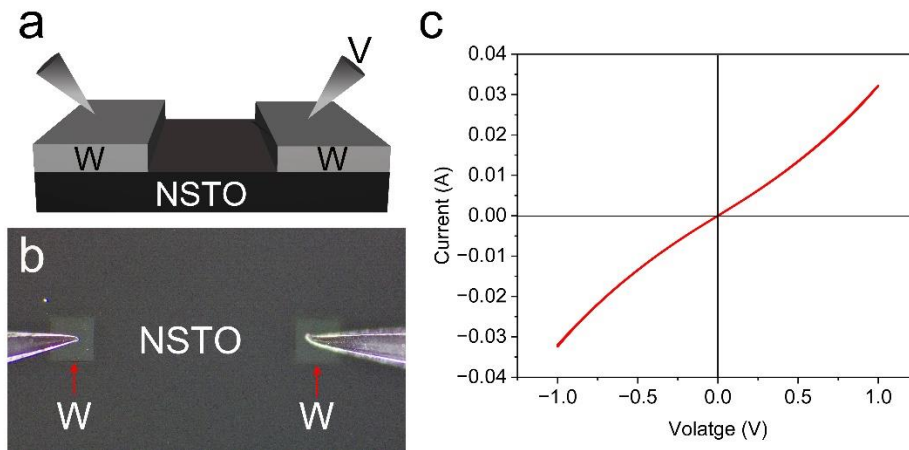 a
V
W
W
NSTO
b
NSTO
W
W
c
0.04
0.03
0.02
0.01
0.00
−0.01
−0.02
−0.03
−0.04
Current (A)
−1.0
−0.5
0.0
0.5
1.0
Volatge (V)